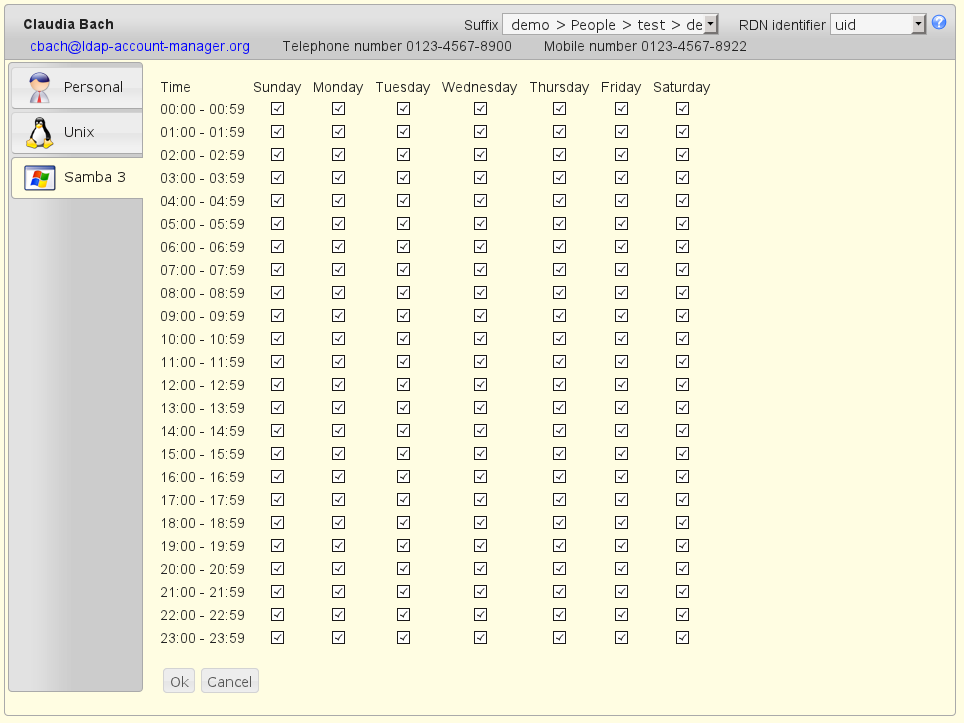 Claudia Bach Suffix demo > People > test > de RDN identifier uid
cbach@ldap-account-manager.org Telephone number 0123-4567-8900 Mobile number 0123-4567-8922
Personal
Unix
Samba 3
Time Sunday Monday Tuesday Wednesday Thursday Friday Saturday
00:00 - 00:59
01:00 - 01:59
02:00 - 02:59
03:00 - 03:59
04:00 - 04:59
05:00 - 05:59
06:00 - 06:59
07:00 - 07:59
08:00 - 08:59
09:00 - 09:59
10:00 - 10:59
11:00 - 11:59
12:00 - 12:59
13:00 - 13:59
14:00 - 14:59
15:00 - 15:59
16:00 - 16:59
17:00 - 17:59
18:00 - 18:59
19:00 - 19:59
20:00 - 20:59
21:00 - 21:59
22:00 - 22:59
23:00 - 23:59
Ok Cancel